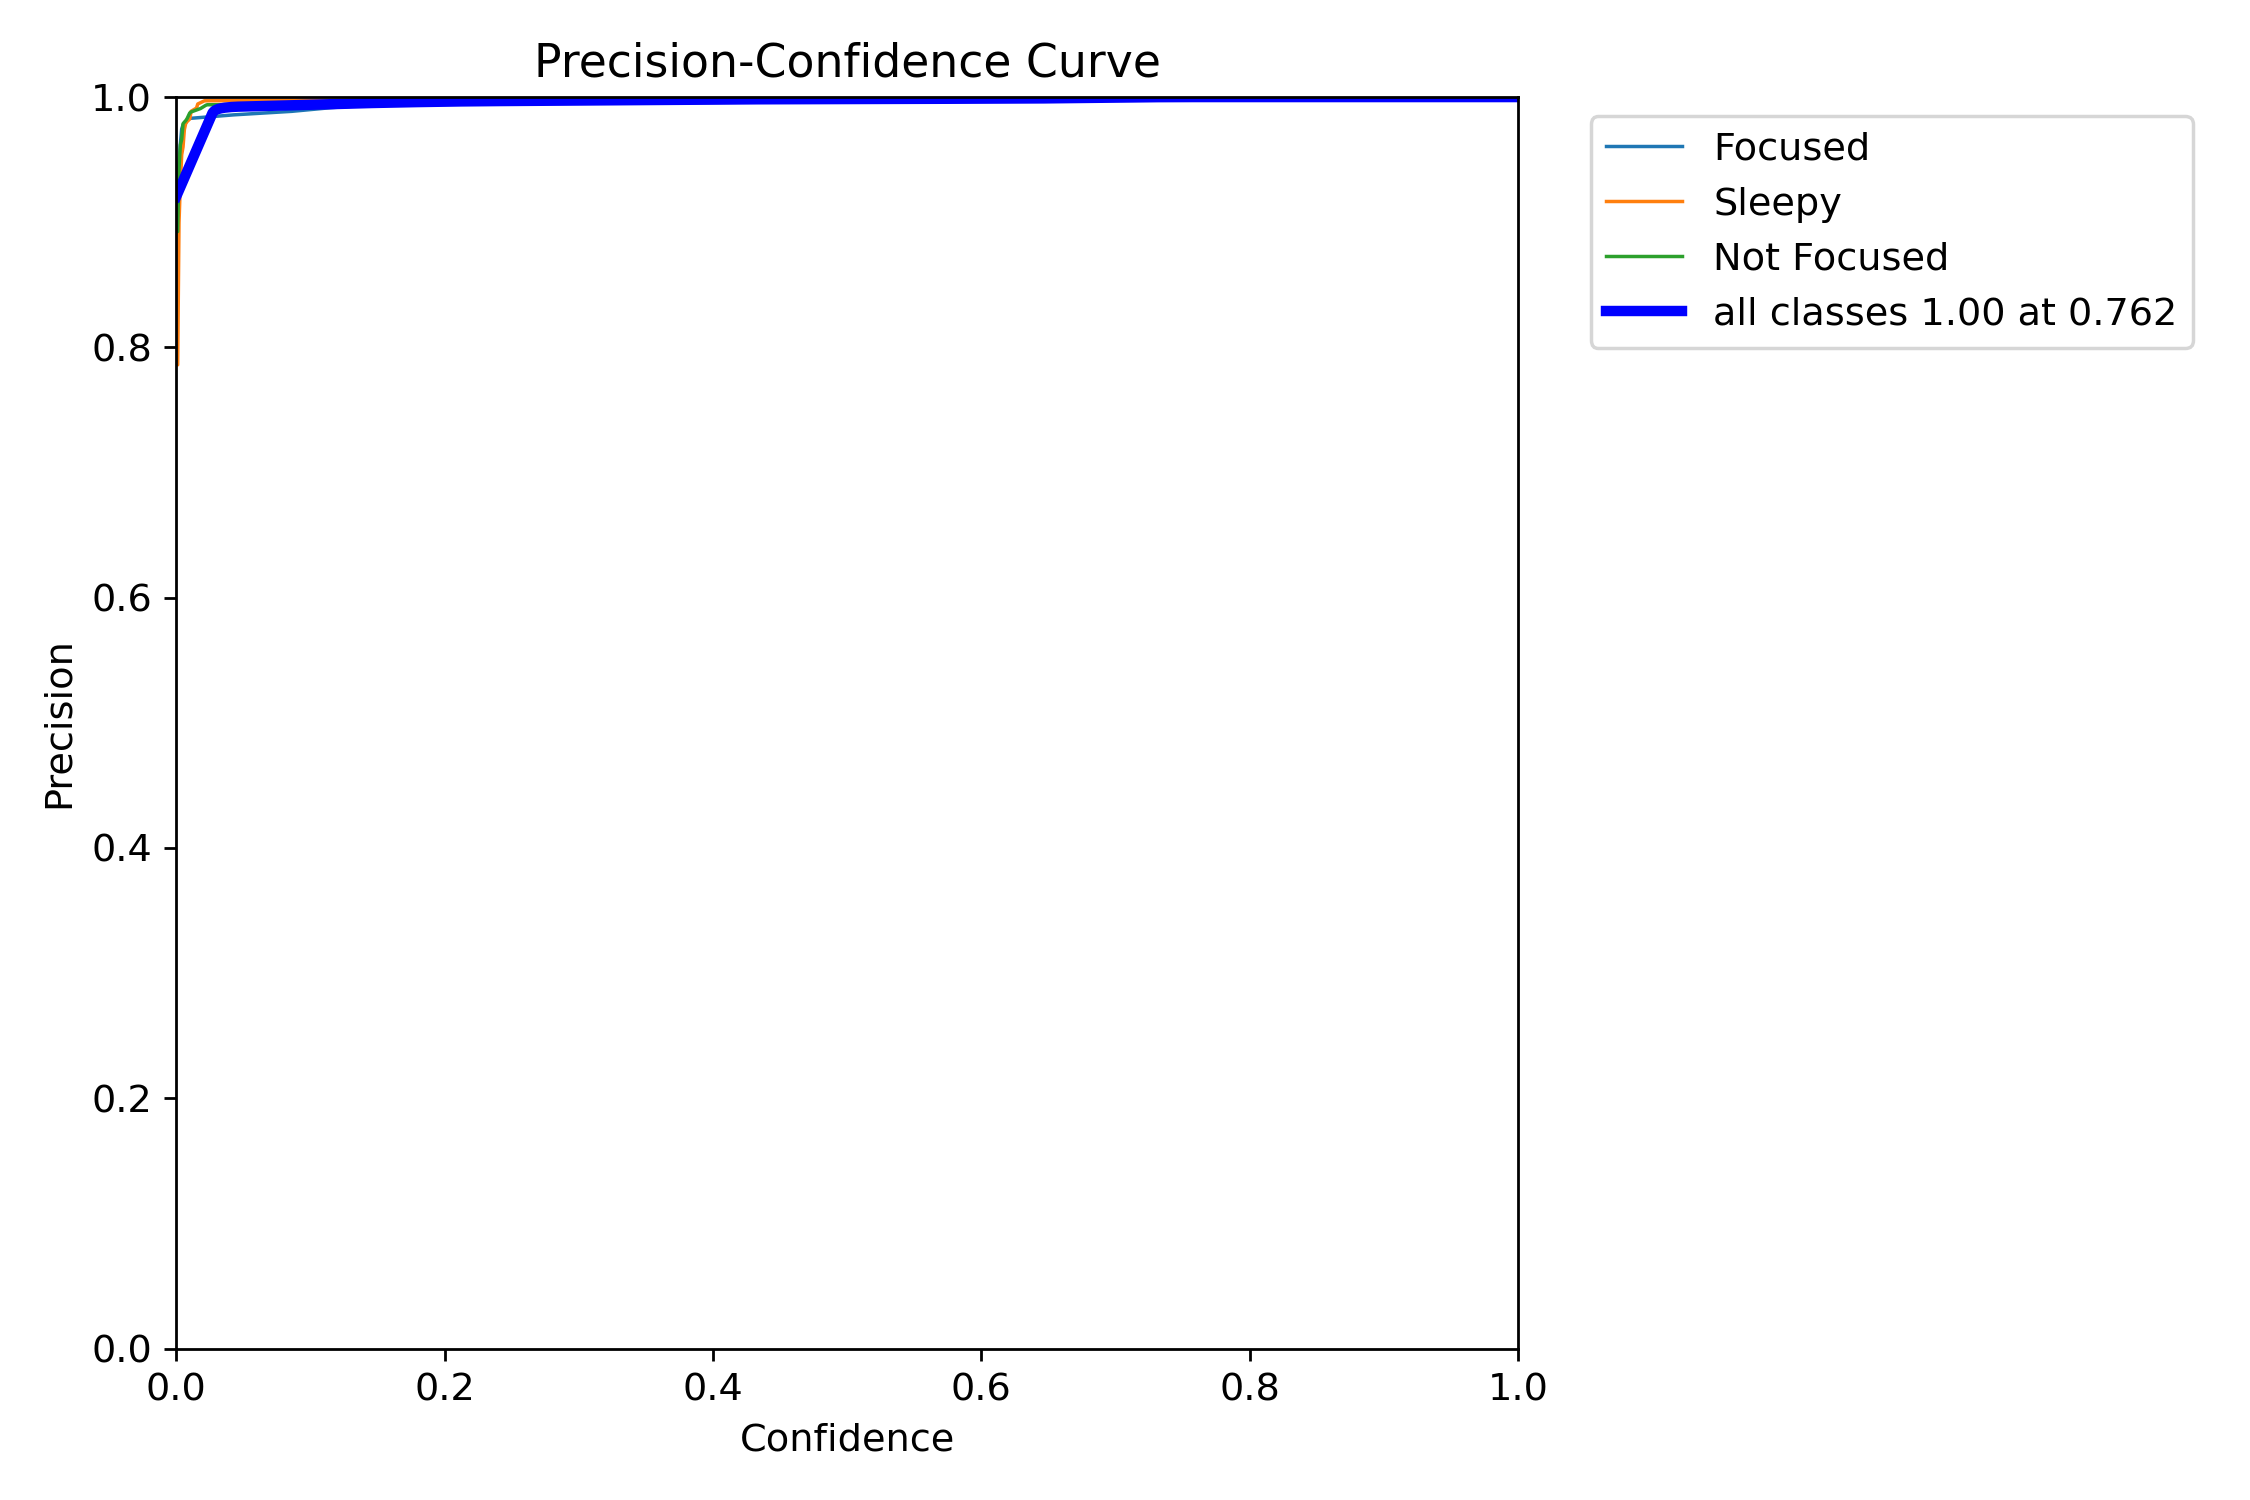 Precision-Confidence Curve
1.0
0.8
0.6
0.4
0.2
0.0
Precision
0.0 0.2 0.4 0.6 0.8 1.0
Confidence
Focused
Sleepy
Not Focused
all classes 1.00 at 0.762